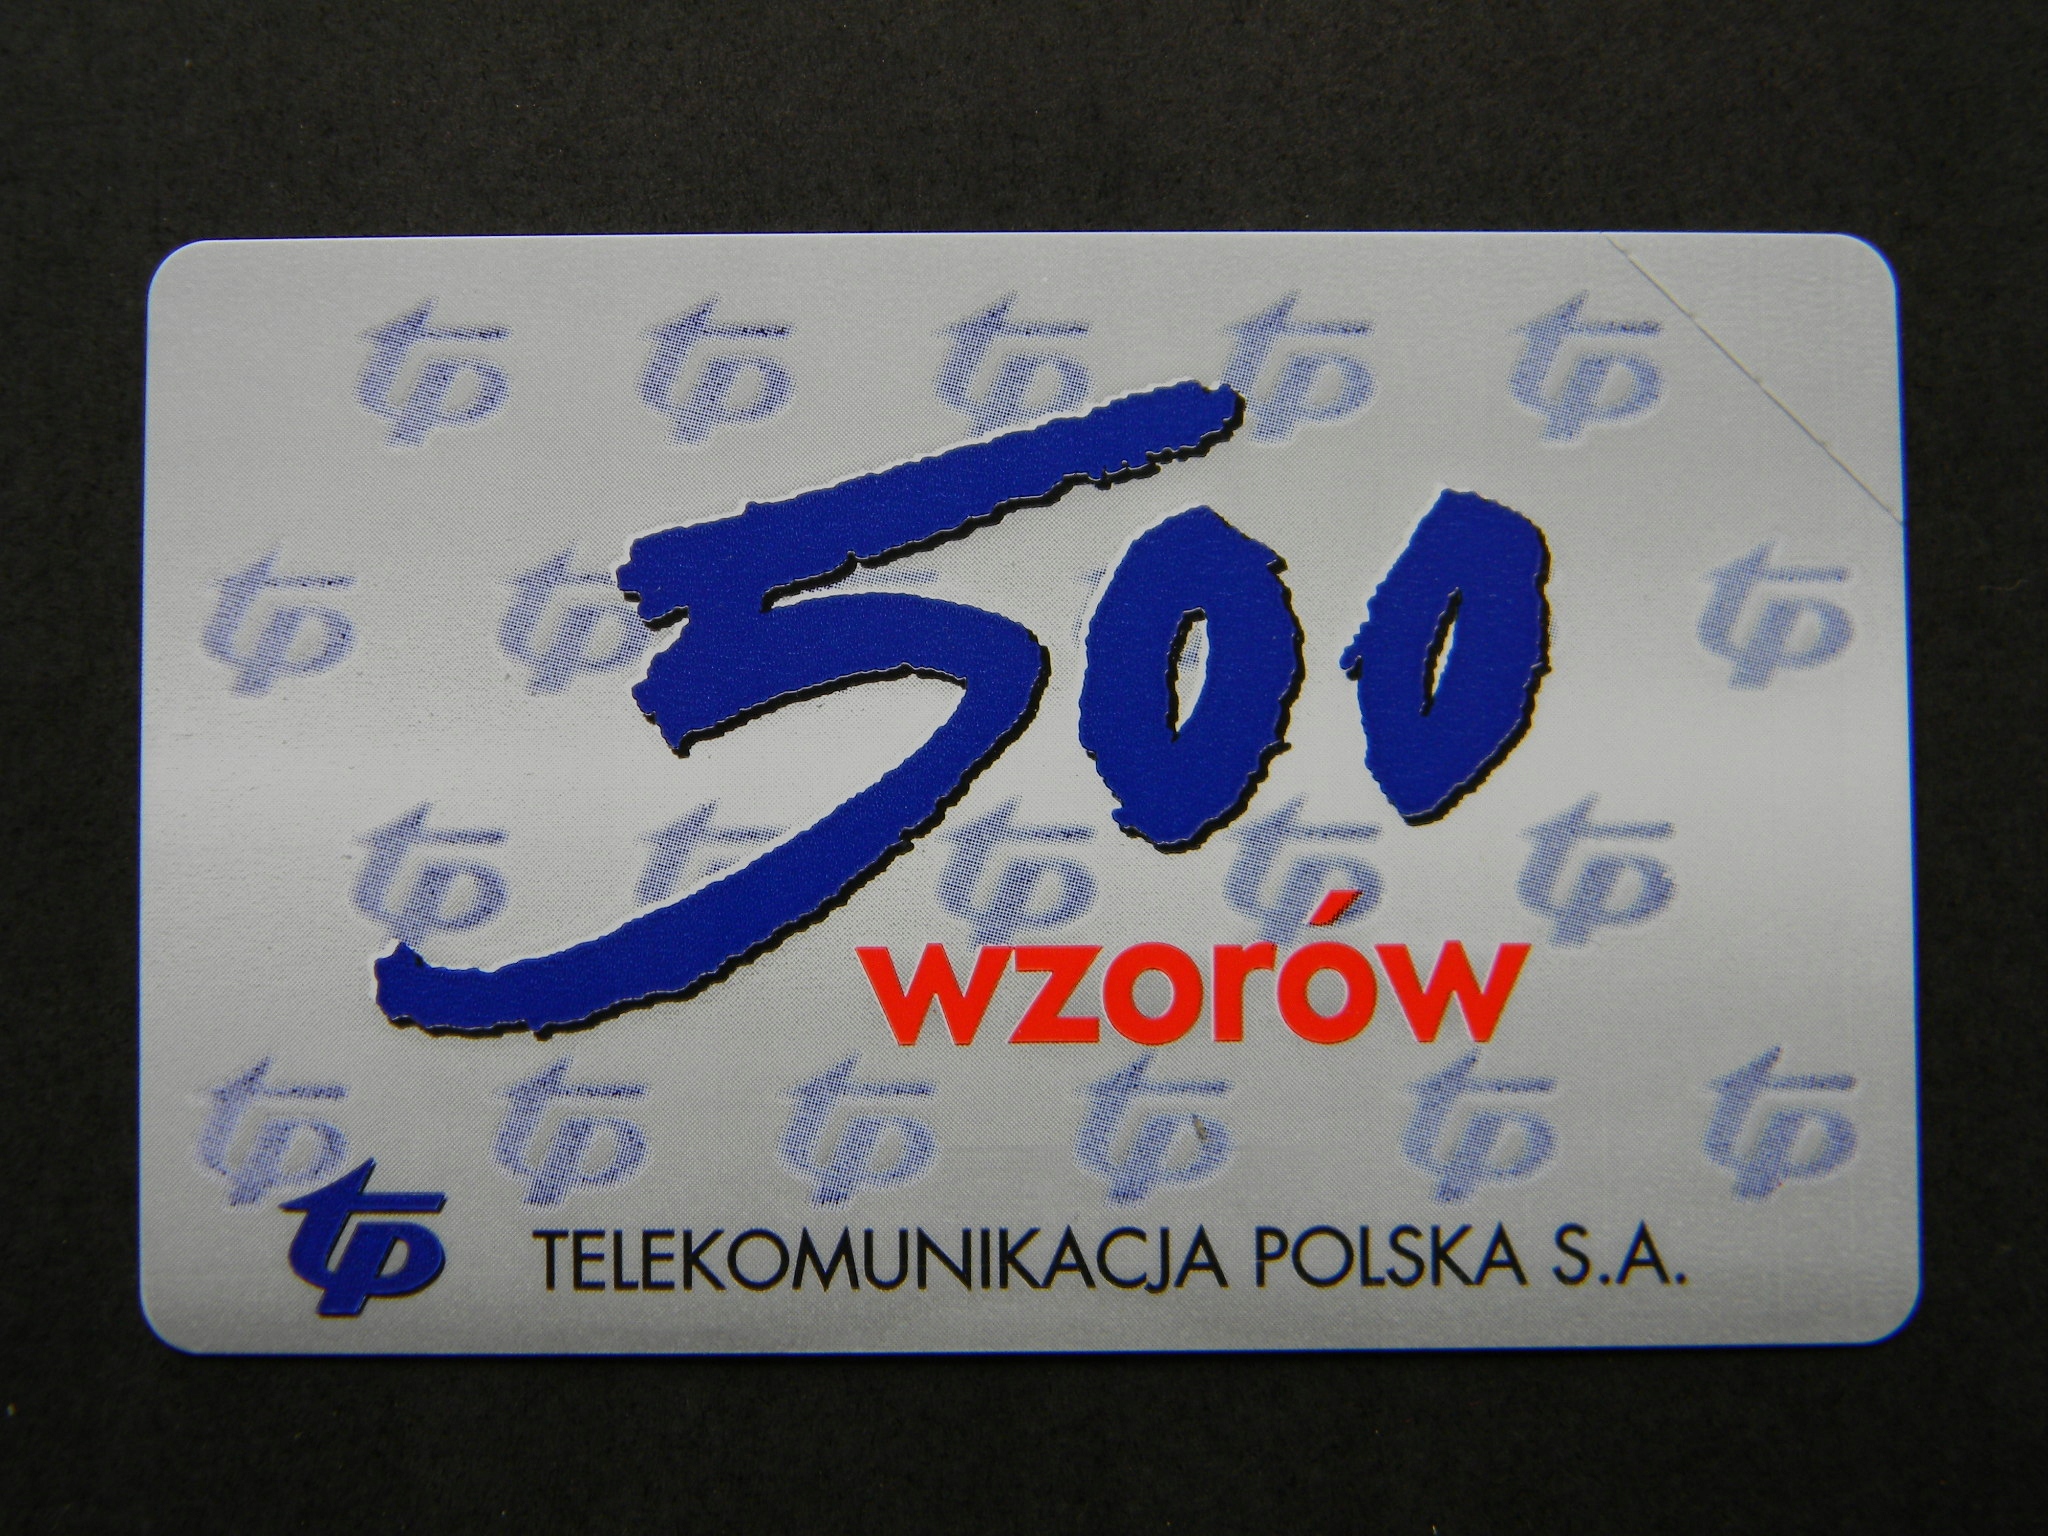 500
wzorów
tp TELEKOMUNIKACJA POLSKA S.A.